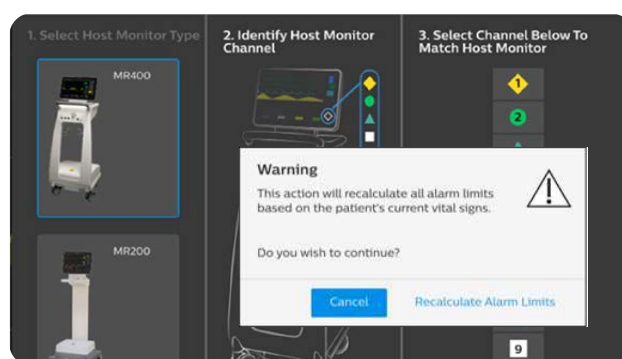 1. Select Host Monitor Type
2. Identify Host Monitor
Channel
3. Select Channel Below To
Match Host Monitor
MR400
1
2
Warning
This action will recalculate all alarm limits
based on the patient's current vital signs.
Do you wish to continue?
Cancel
Recalculate Alarm Limits
MR200
9